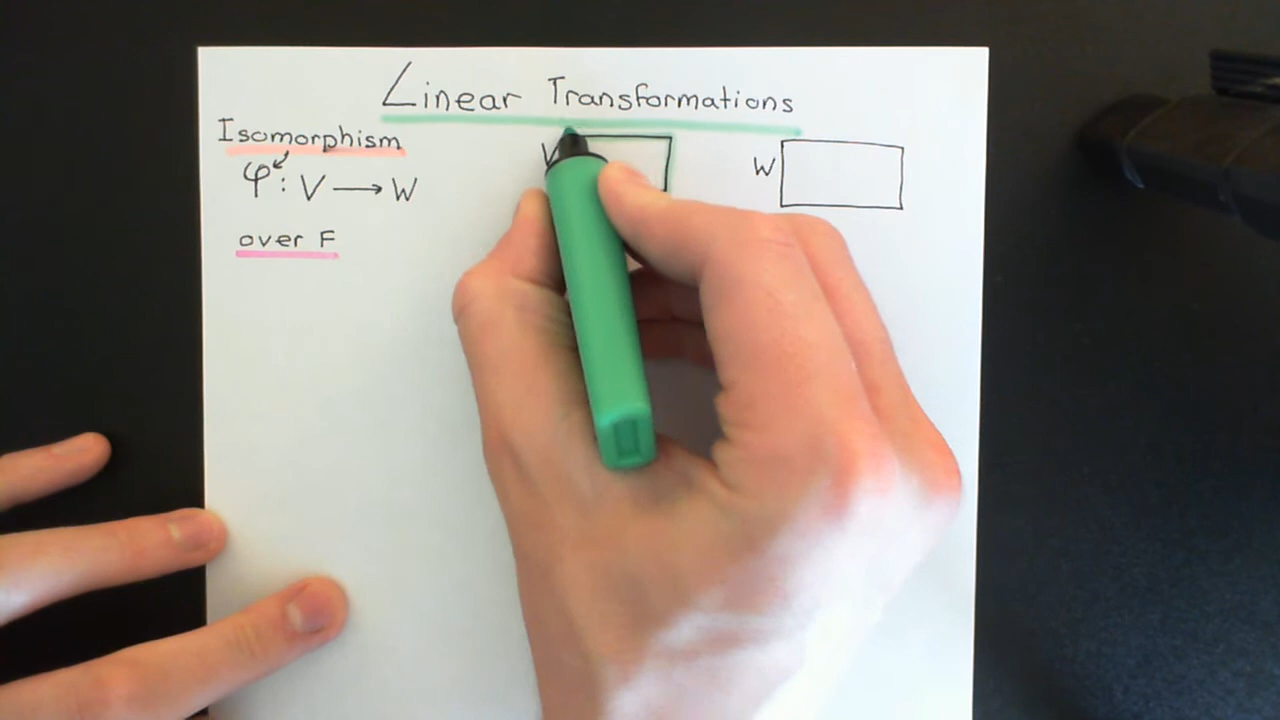 Linear Transformations
Isomorphism
φ: V ⟶ W
over F
V
W